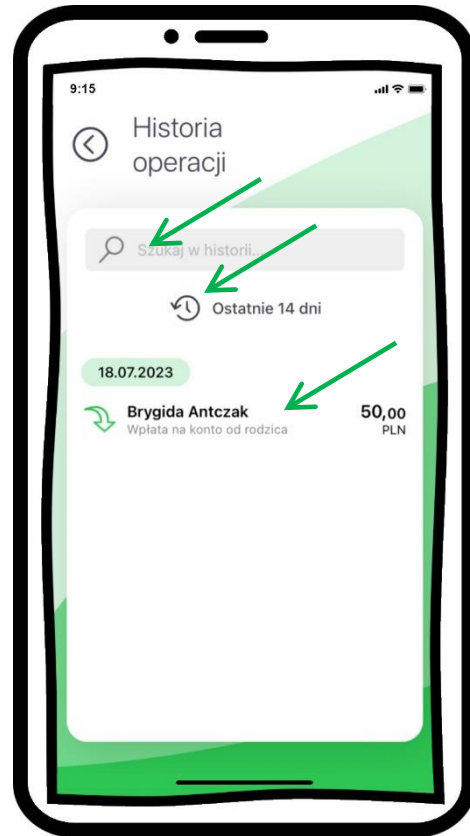 9:15
Historia
operacji
Szukaj w historii...
Ostatnie 14 dni
18.07.2023
Brygida Antczak 50,00
Wpłata na konto od rodzica PLN